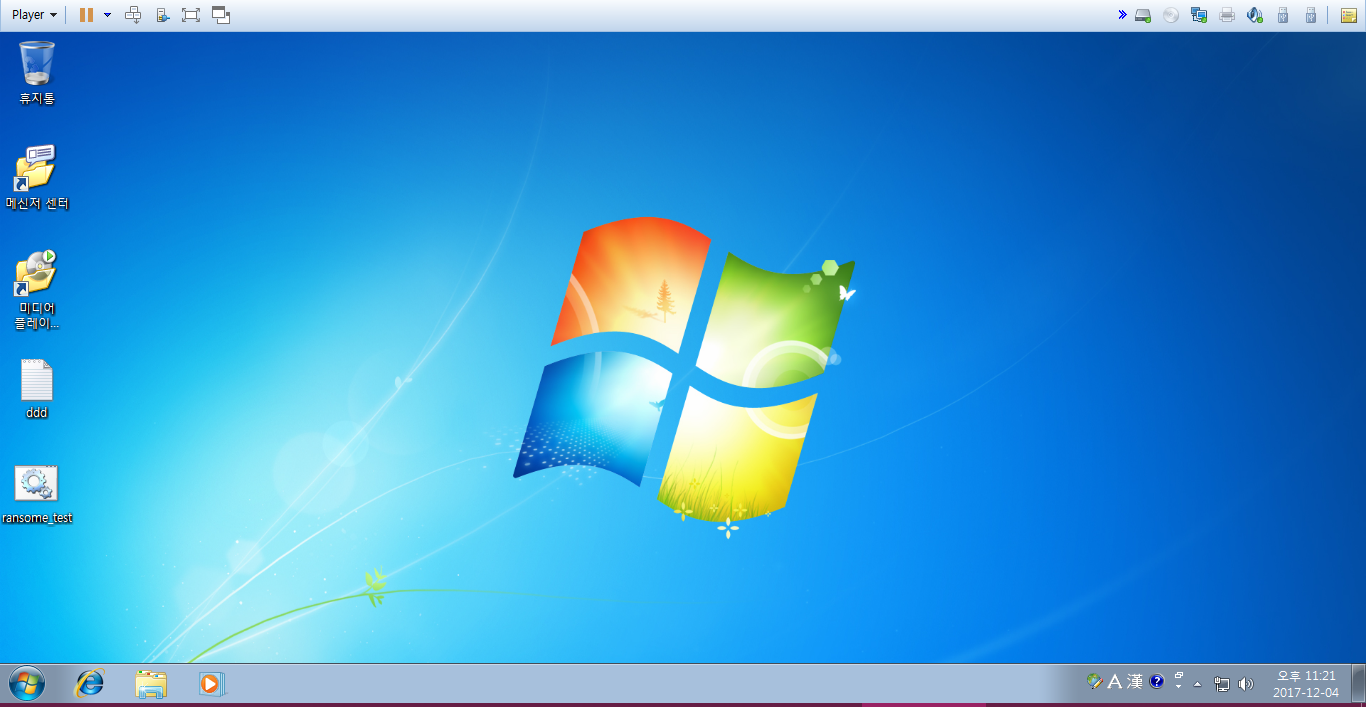 Player
휴지통
메신저 센터
미디어
플레이...
ddd
ransome_test
A 漢
오후 11:21
2017-12-04